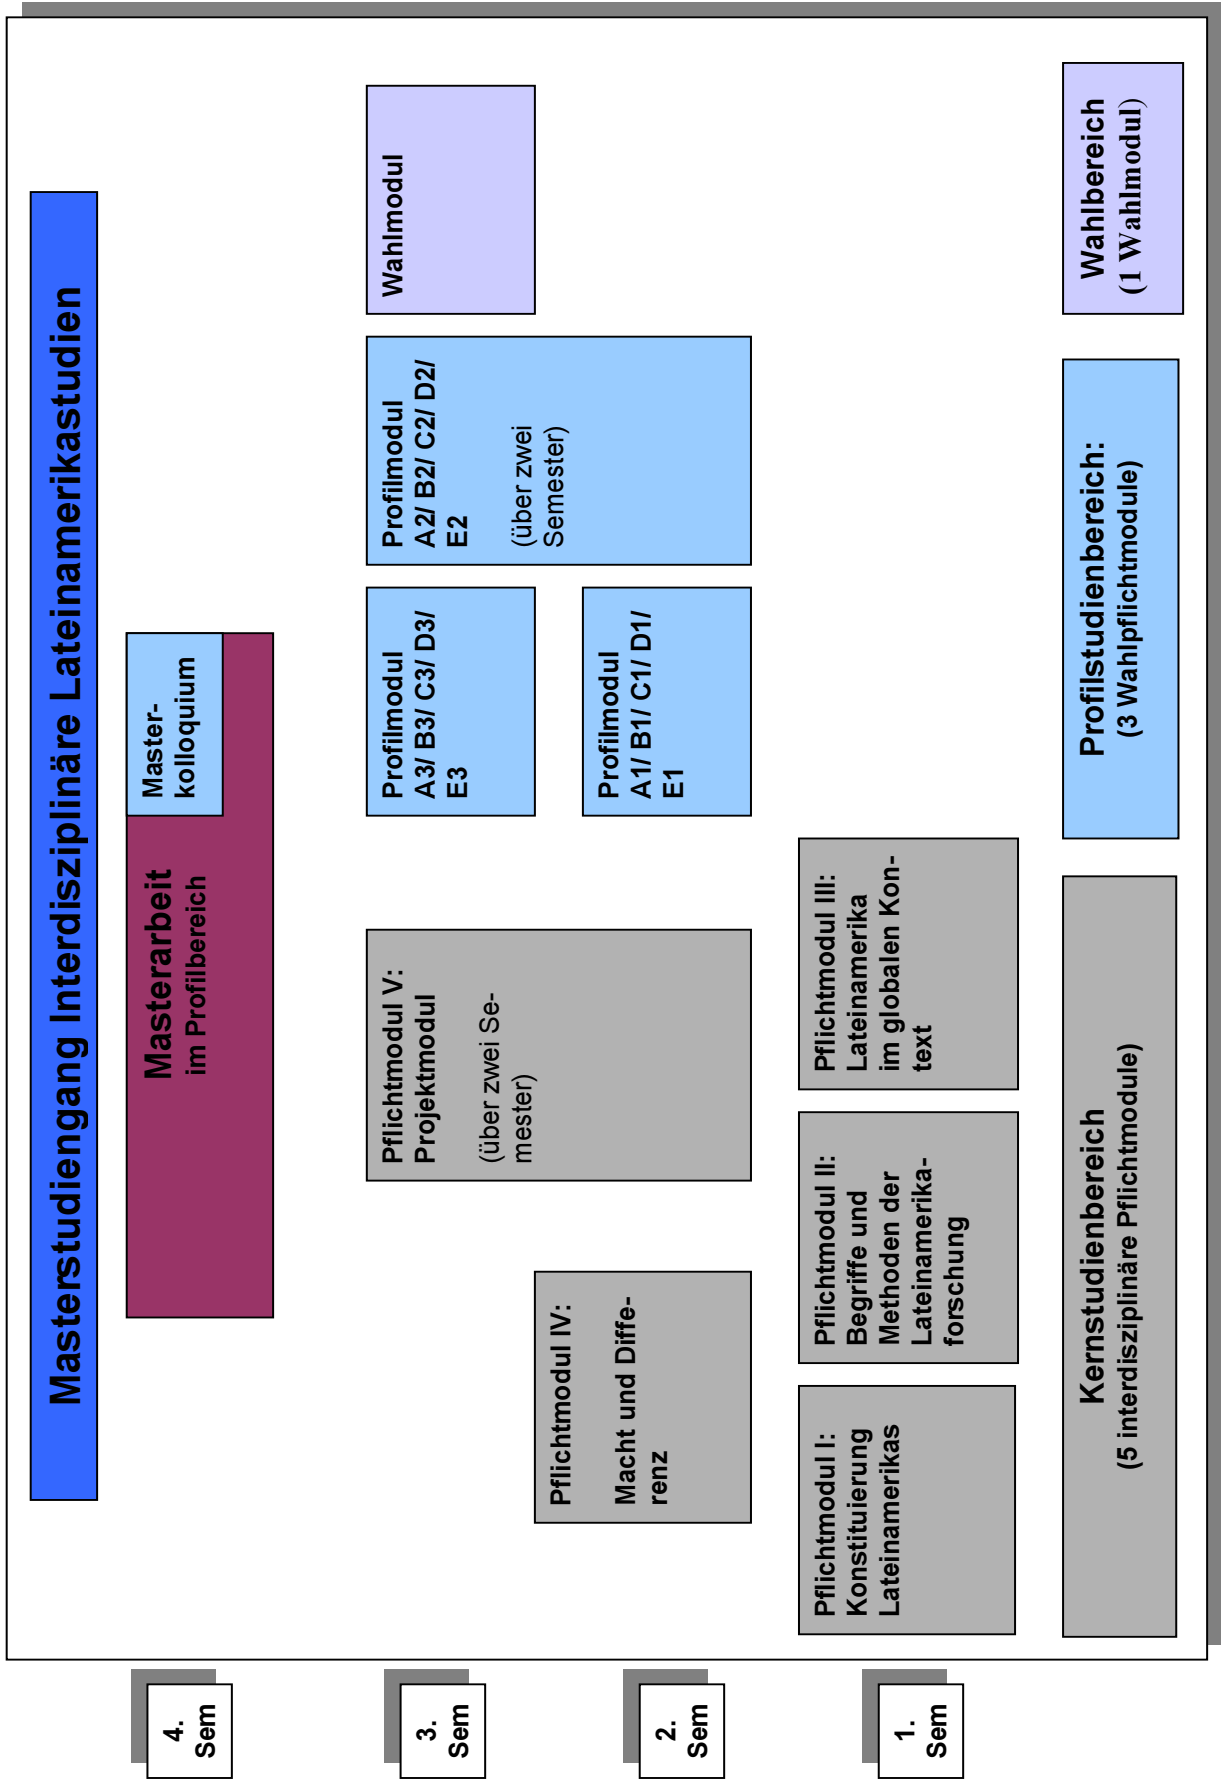 Masterstudiengang Interdisziplinäre Lateinamerikastudien
4.
Sem
Masterarbeit
im Profilbereich
Master-
kolloquium
3.
Sem
Pflichtmodul V:
Projektmodul
(über zwei Se-
mester)
Profilmodul
A3/ B3/ C3/ D3/
E3
Profilmodul
A2/ B2/ C2/ D2/
E2
(über zwei
Semester)
Wahlmodul
2.
Sem
Pflichtmodul IV:
Macht und Diffe-
renz
Profilmodul
A1/ B1/ C1/ D1/
E1
1.
Sem
Pflichtmodul I:
Konstituierung
Lateinamerikas
Pflichtmodul II:
Begriffe und
Methoden der
Lateinamerika-
forschung
Pflichtmodul III:
Lateinamerika
im globalen Kon-
text
Kernstudienbereich
(5 interdisziplinäre Pflichtmodule)
Profilstudienbereich:
(3 Wahlpflichtmodule)
Wahlbereich
(1 Wahlmodul)